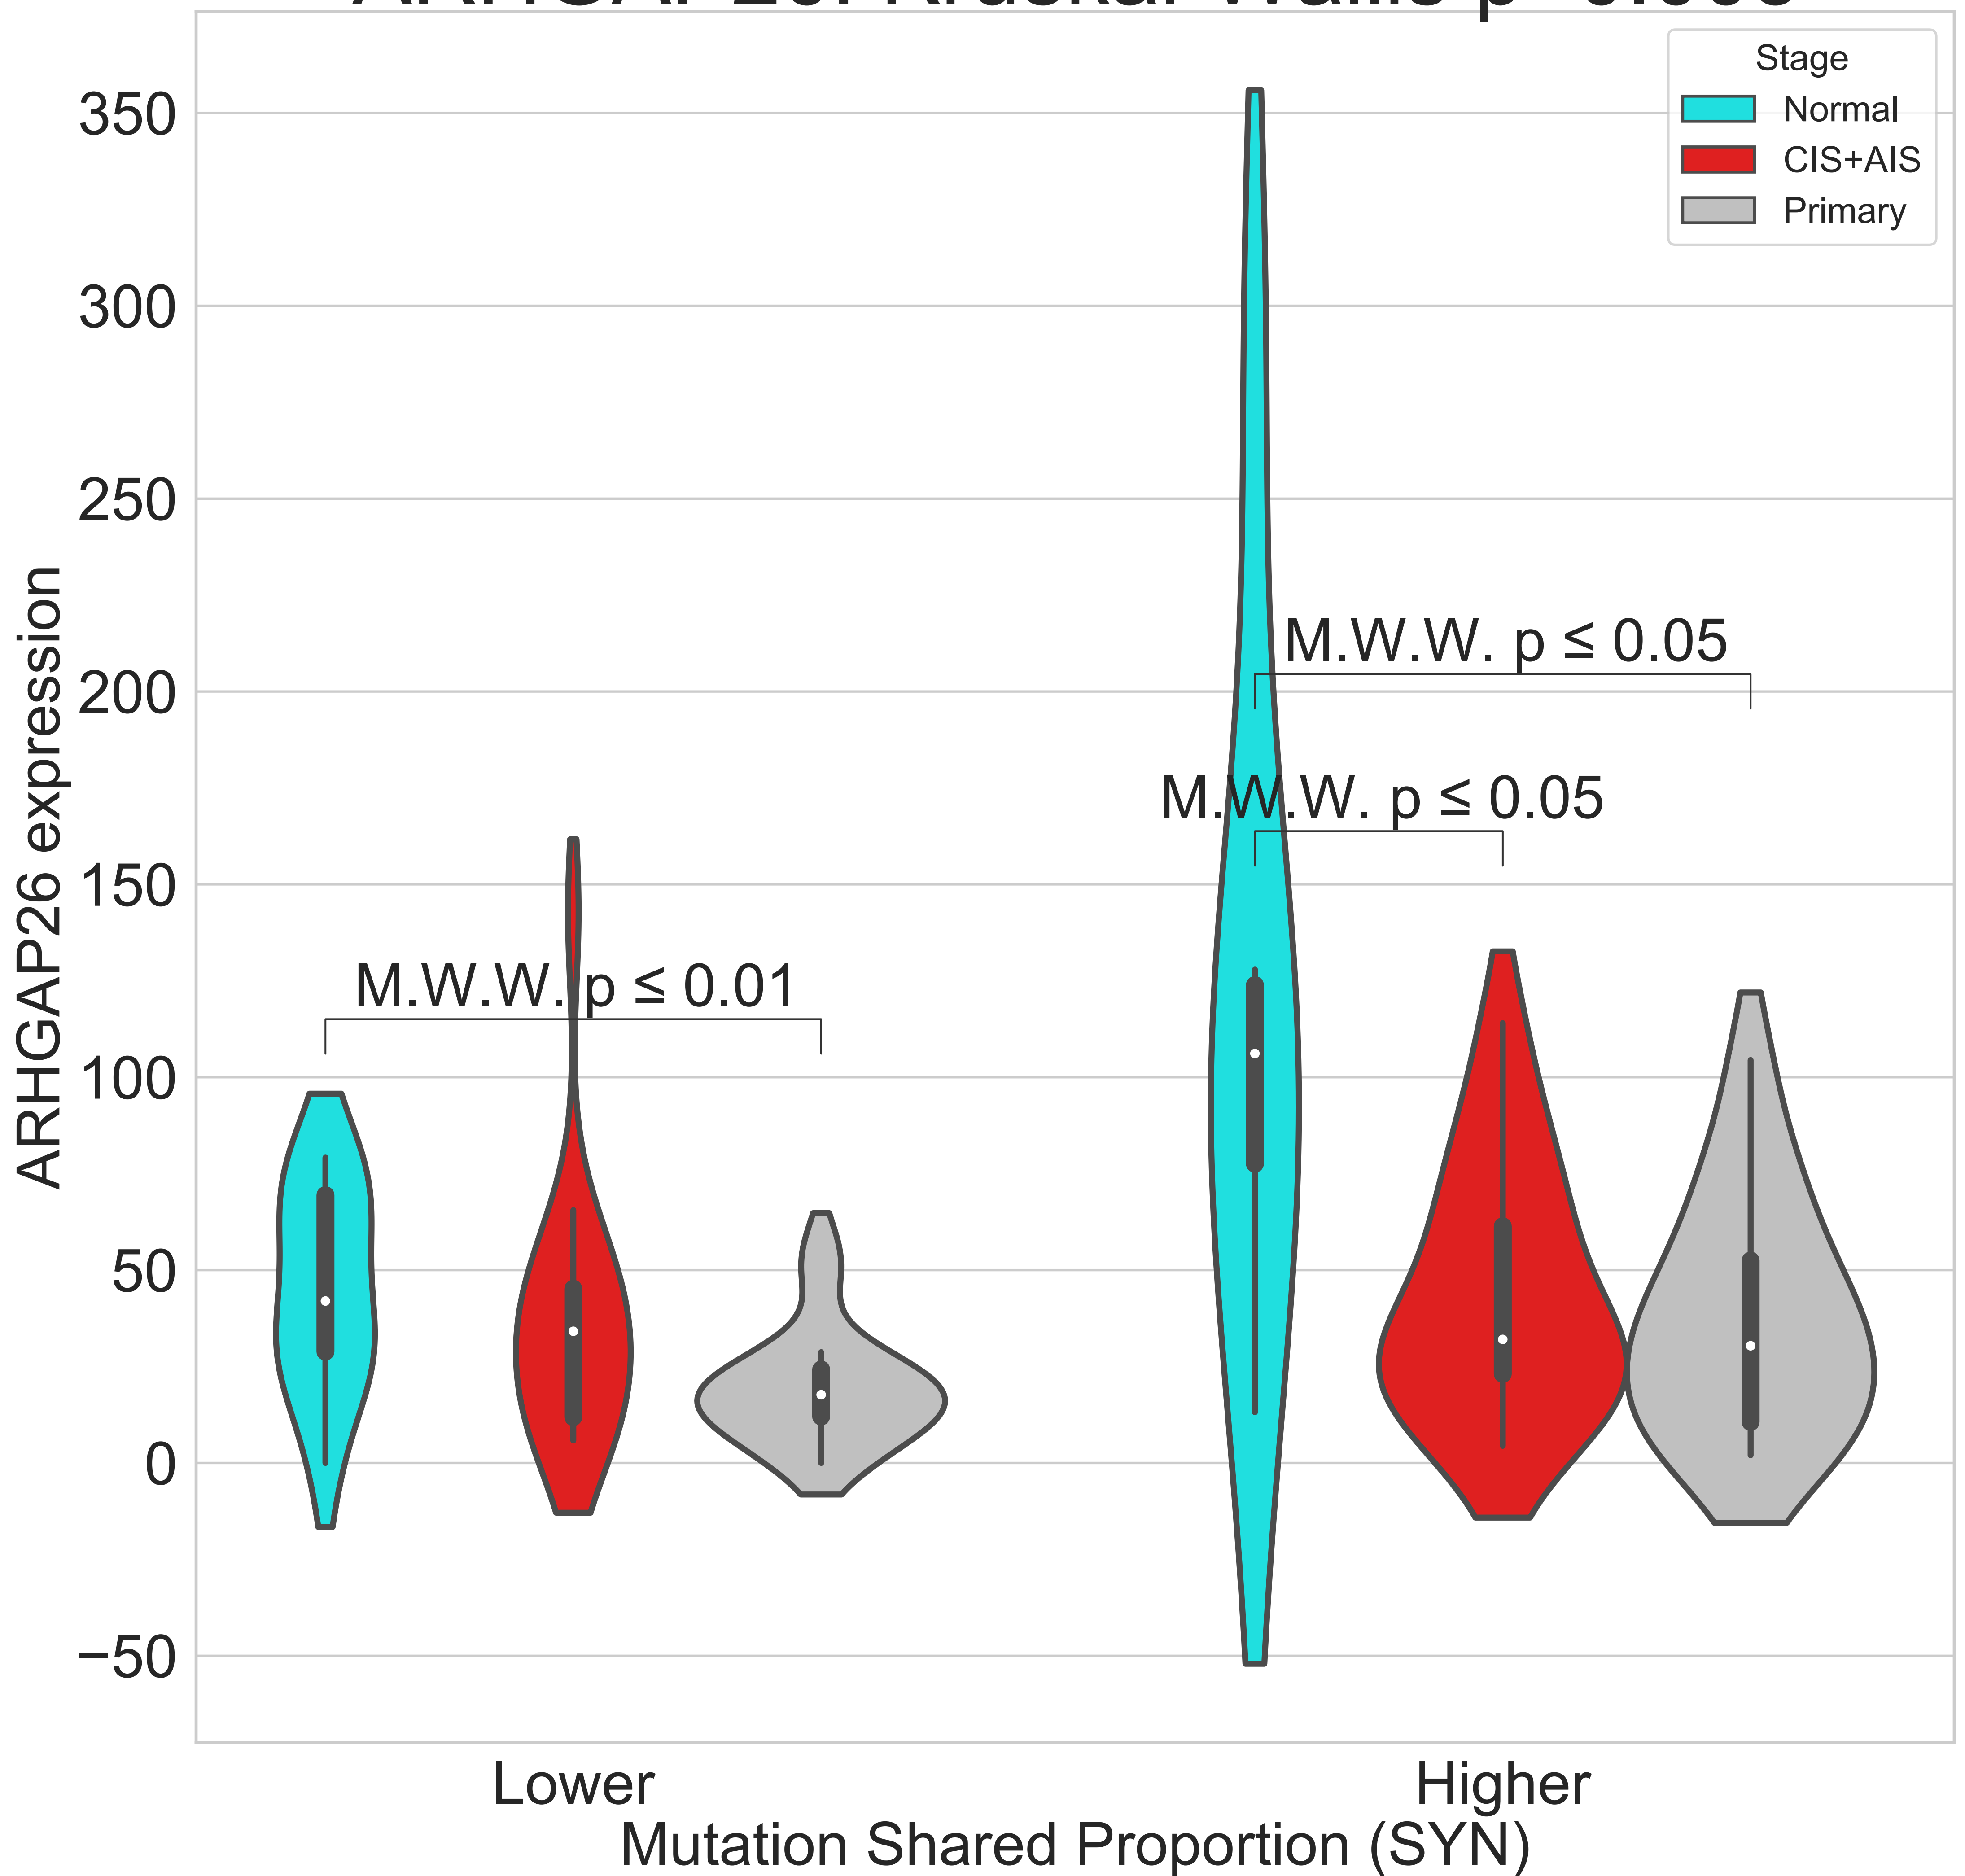 Stage
Normal
CIS+AIS
Primary
350
300
250
200
150
100
50
0
−50
ARHGAP26 expression
M.W.W. p ≤ 0.05
M.W.W. p ≤ 0.05
M.W.W. p ≤ 0.01
Lower
Higher
Mutation Shared Proportion (SYN)